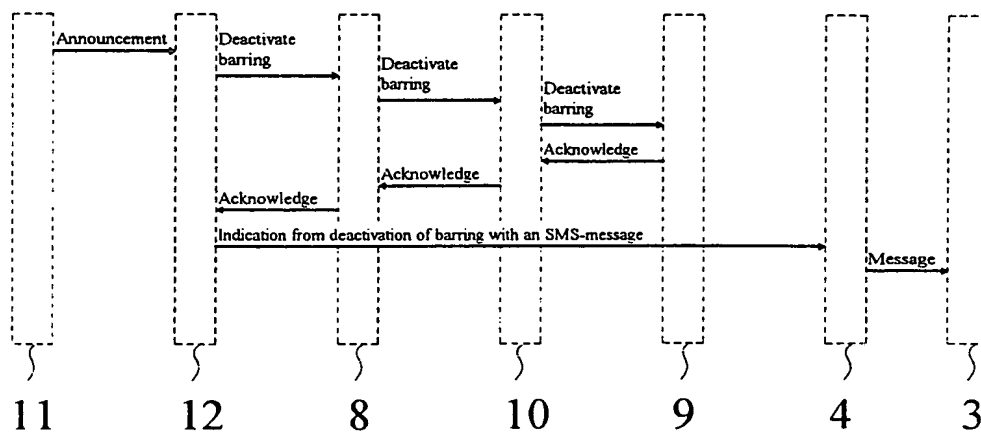 Announcement
Deactivate
barring
Deactivate
barring
Deactivate
barring
Acknowledge
Acknowledge
Acknowledge
Indication from deactivation of barring with an SMS-message
Message
11 12 8 10 9 4 3